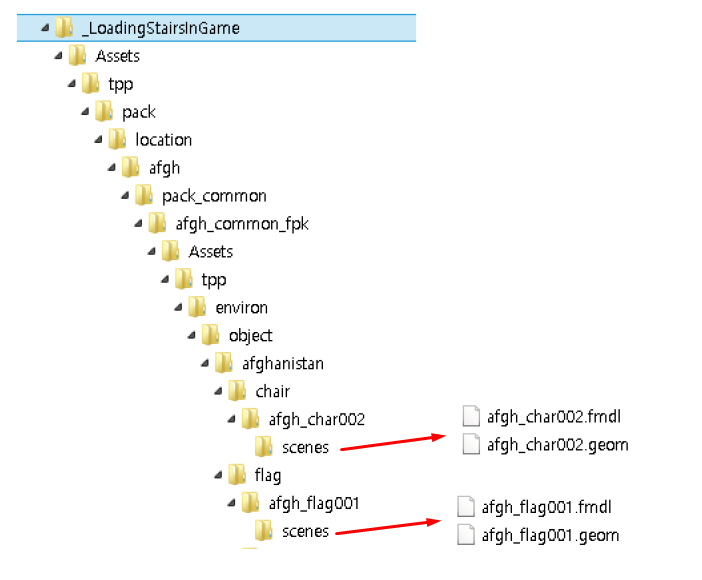 _LoadingStairsInGame
Assets
tpp
pack
location
afgh
pack_common
afgh_common_fpk
Assets
tpp
environ
object
afghanistan
chair
afgh_char002
scenes
afgh_char002.fmdl
afgh_char002.geom
flag
afgh_flag001
scenes
afgh_flag001.fmdl
afgh_flag001.geom